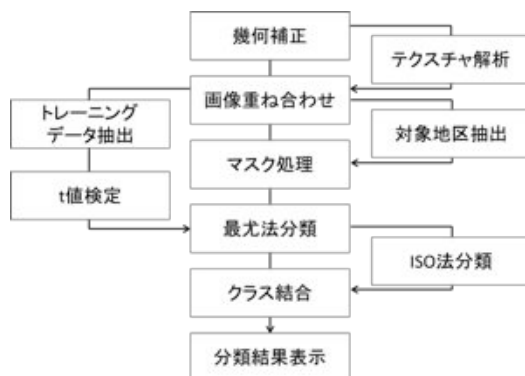 幾何補正
テクスチャ解析
画像重ね合わせ
トレーニング
データ抽出
対象地区抽出
マスク処理
t値検定
最尤法分類
ISO法分類
クラス結合
分類結果表示